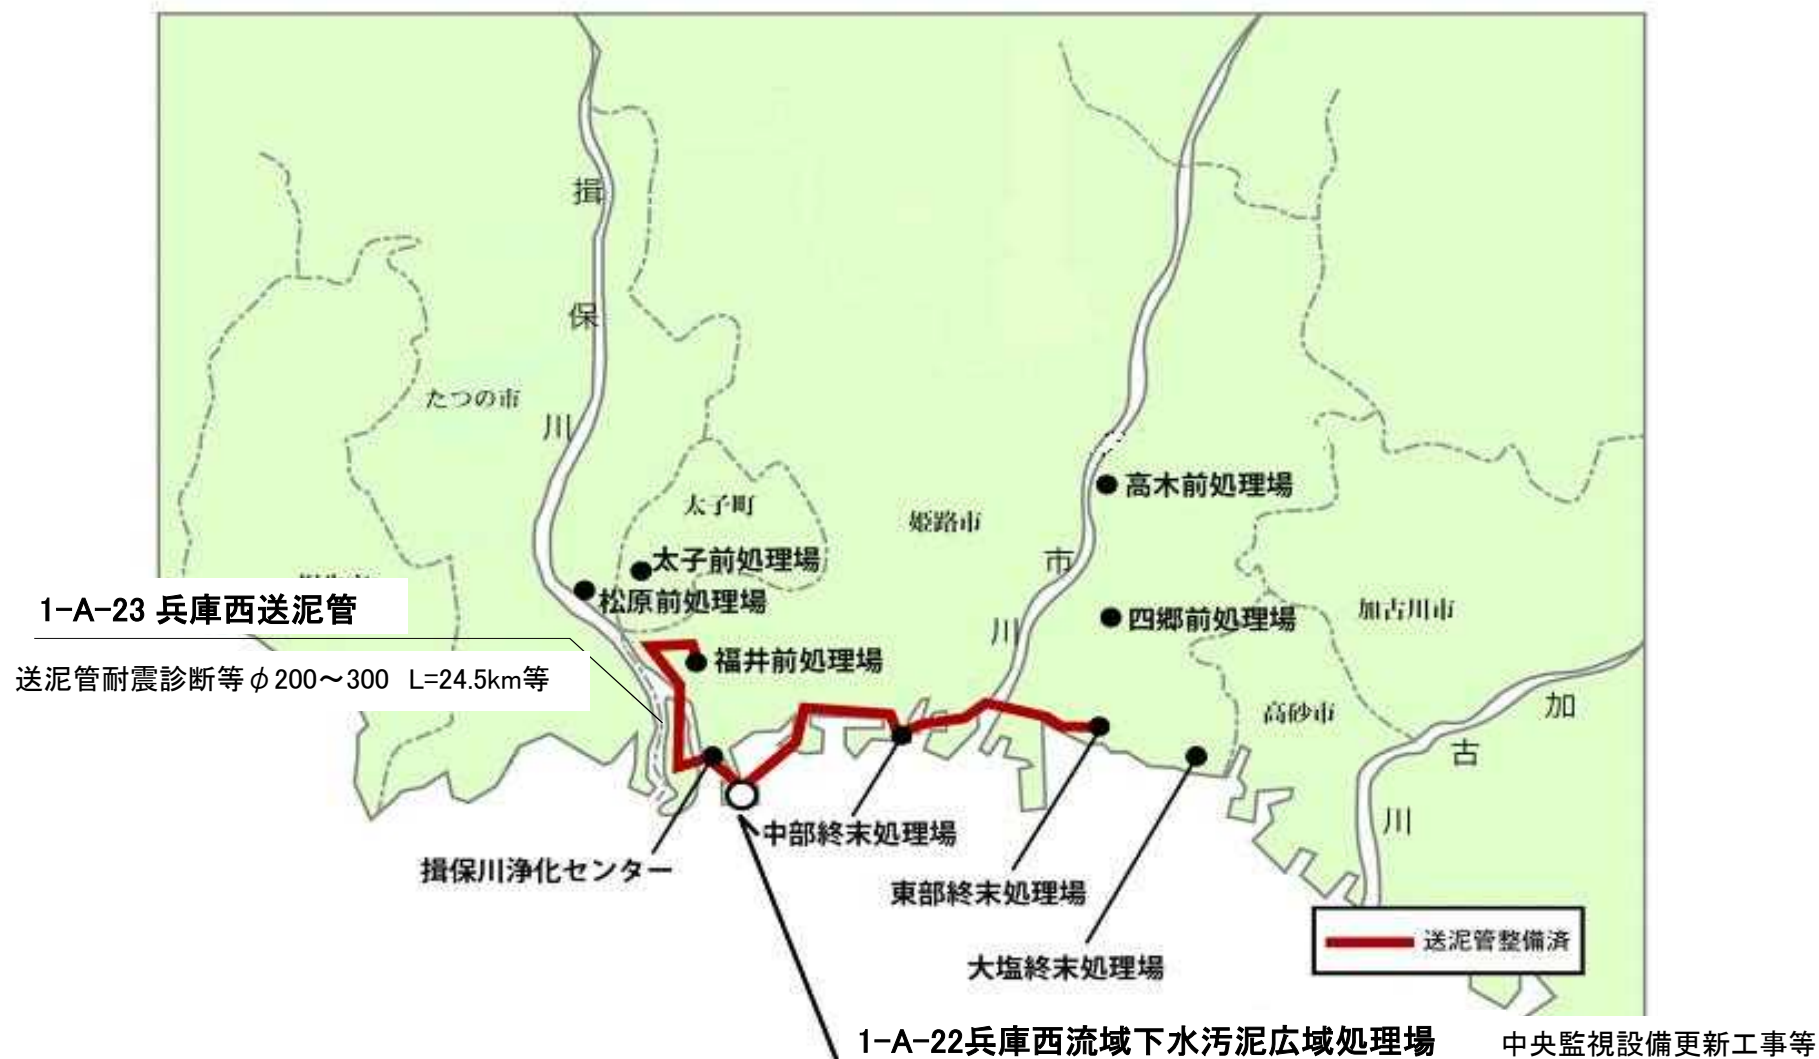 揖
保
川
たつの市
太子町
姫路市
高木前処理場
市
川
太子前処理場
松原前処理場
四郷前処理場
加古川市
1-A-23 兵庫西送泥管
送泥管耐震診断等φ200～300 L=24.5km等
福井前処理場
高砂市
加
古
川
中部終末処理場
揖保川浄化センター
東部終末処理場
大塩終末処理場
送泥管整備済
1-A-22兵庫西流域下水汚泥広域処理場 中央監視設備更新工事等